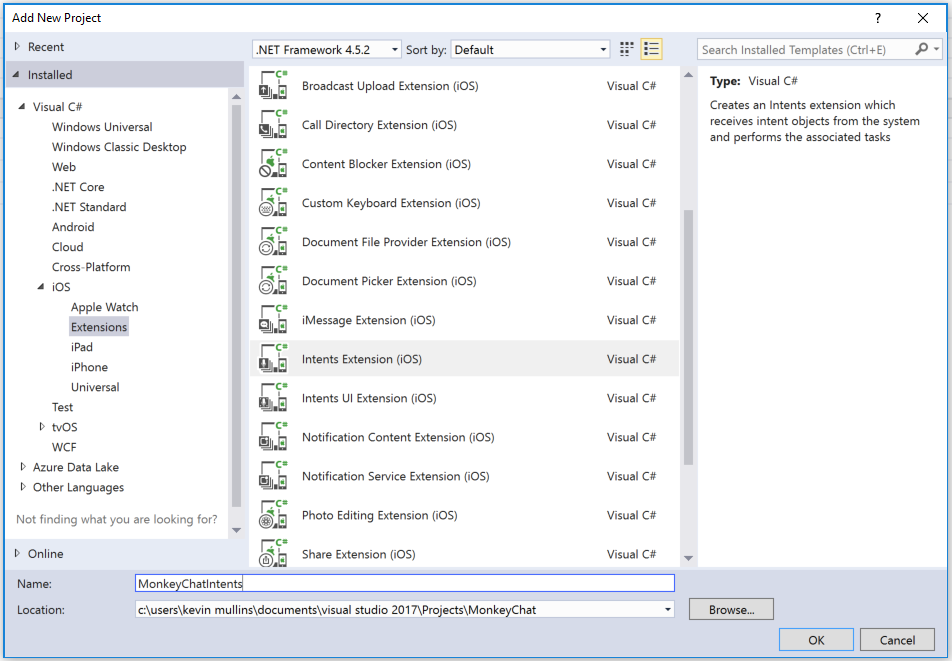 Add New Project
?
Recent
Installed
.NET Framework 4.5.2
Sort by:
Default
Search Installed Templates (Ctrl+E)
Visual C#
Windows Universal
Windows Classic Desktop
Web
.NET Core
.NET Standard
Android
Cloud
Cross-Platform
iOS
Apple Watch
Extensions
iPad
iPhone
Universal
Test
tvOS
WCF
Azure Data Lake
Other Languages
Not finding what you are looking for?
Online
C# Broadcast Upload Extension (iOS) Visual C#
C# Call Directory Extension (iOS) Visual C#
C# Content Blocker Extension (iOS) Visual C#
C# Custom Keyboard Extension (iOS) Visual C#
C# Document File Provider Extension (iOS) Visual C#
C# Document Picker Extension (iOS) Visual C#
C# iMessage Extension (iOS) Visual C#
C# Intents Extension (iOS) Visual C#
C# Intents UI Extension (iOS) Visual C#
C# Notification Content Extension (iOS) Visual C#
C# Notification Service Extension (iOS) Visual C#
C# Photo Editing Extension (iOS) Visual C#
C# Share Extension (iOS) Visual C#
Type: Visual C#
Creates an Intents extension which
receives intent objects from the system
and performs the associated tasks
Name: MonkeyChatIntents
Location: c:\users\kevin mullins\documents\visual studio 2017\Projects\MonkeyChat
Browse...
OK
Cancel